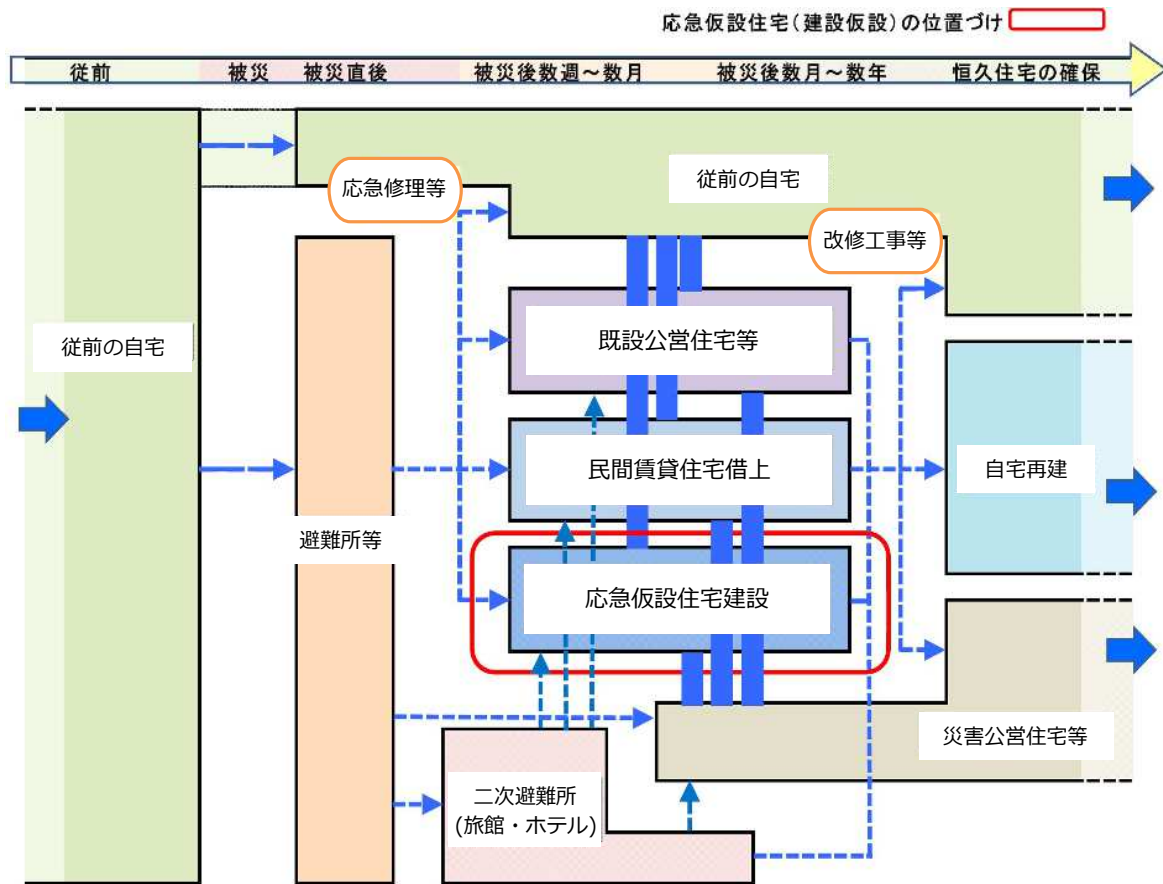 応急仮設住宅(建設仮設)の位置づけ
従前
被災
被災直後
被災後数週～数月
被災後数月～数年
恒久住宅の確保
応急修理等
従前の自宅
改修工事等
従前の自宅
既設公営住宅等
民間賃貸住宅借上
自宅再建
避難所等
応急仮設住宅建設
災害公営住宅等
二次避難所
(旅館・ホテル)